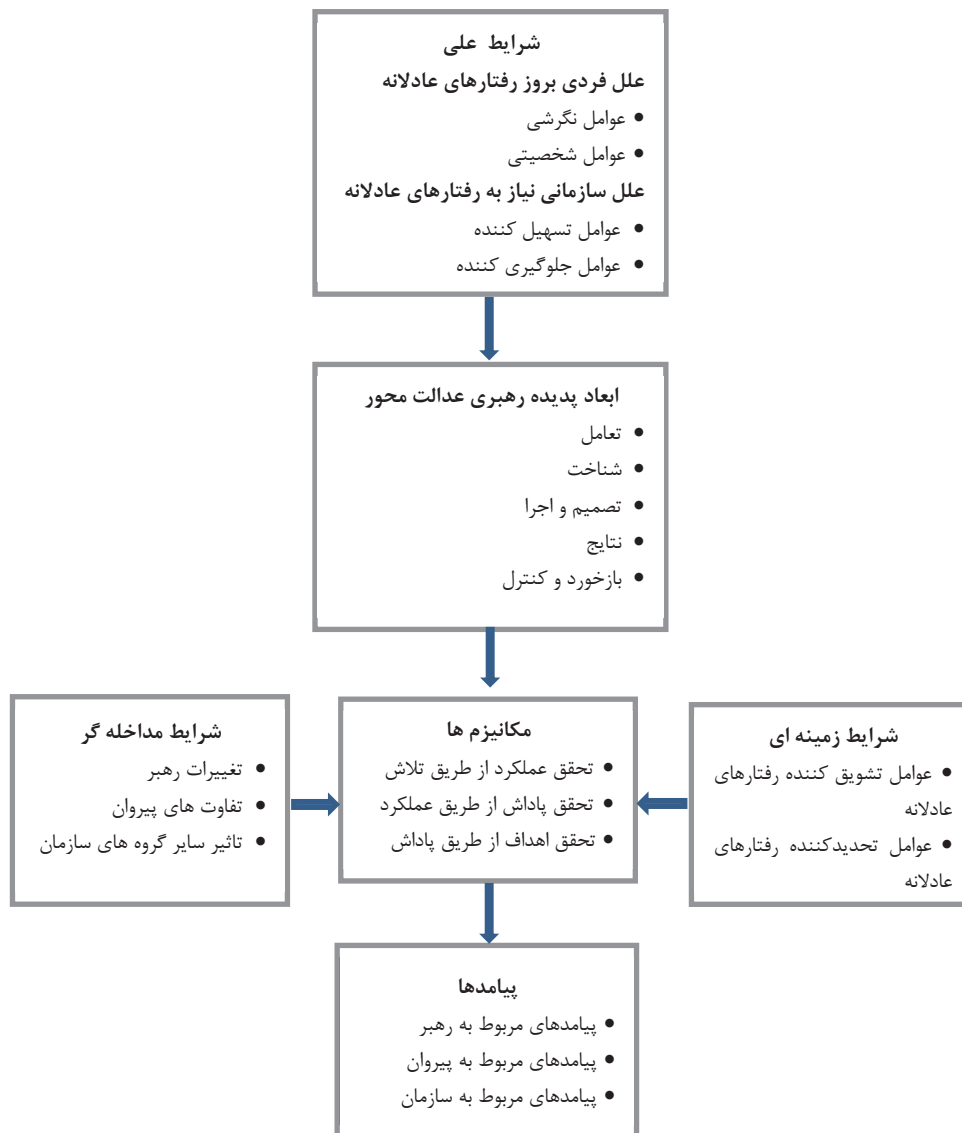 شرایط علی
علل فردی بروز رفتارهای عادلانه
• عوامل نگرشی
• عوامل شخصیتی
علل سازمانی نیاز به رفتارهای عادلانه
• عوامل تسهیل کننده
• عوامل جلوگیری کننده
ابعاد پدیده رهبری عدالت محور
• تعامل
• شناخت
• تصمیم و اجرا
• نتایج
• بازخورد و کنترل
شرایط زمینه ای
• عوامل تشویق کننده رفتارهای
عادلانه
• عوامل تحدیدکننده رفتارهای
عادلانه
مکانیزم ها
• تحقق عملکرد از طریق تلاش
• تحقق پاداش از طریق عملکرد
• تحقق اهداف از طریق پاداش
شرایط مداخله گر
• تغییرات رهبر
• تفاوت های پیروان
• تاثیر سایر گروه های سازمان
پیامدها
• پیامدهای مربوط به رهبر
• پیامدهای مربوط به پیروان
• پیامدهای مربوط به سازمان